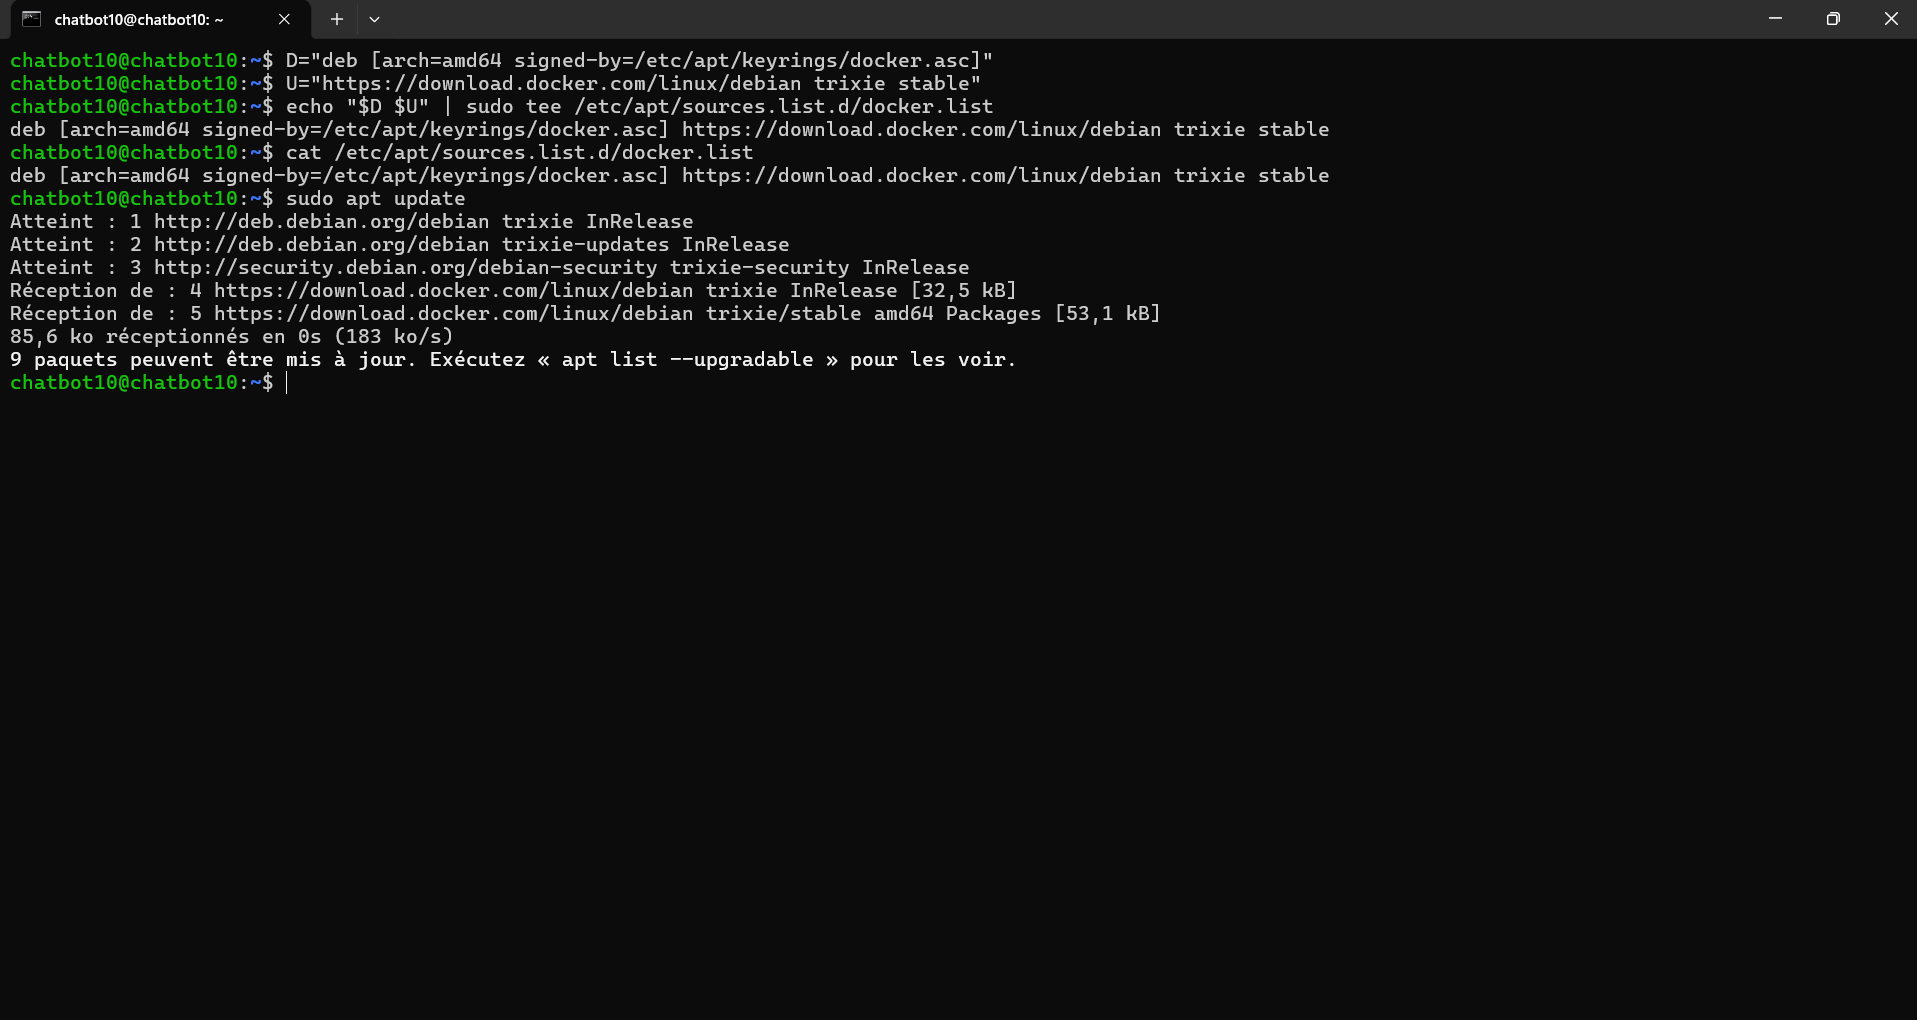 chatbot10@chatbot10: ~
chatbot10@chatbot10:~$ D="deb [arch=amd64 signed-by=/etc/apt/keyrings/docker.asc]"
chatbot10@chatbot10:~$ U="https://download.docker.com/linux/debian trixie stable"
chatbot10@chatbot10:~$ echo "$D $U" | sudo tee /etc/apt/sources.list.d/docker.list
deb [arch=amd64 signed-by=/etc/apt/keyrings/docker.asc] https://download.docker.com/linux/debian trixie stable
chatbot10@chatbot10:~$ cat /etc/apt/sources.list.d/docker.list
deb [arch=amd64 signed-by=/etc/apt/keyrings/docker.asc] https://download.docker.com/linux/debian trixie stable
chatbot10@chatbot10:~$ sudo apt update
Atteint : 1 http://deb.debian.org/debian trixie InRelease
Atteint : 2 http://deb.debian.org/debian trixie-updates InRelease
Atteint : 3 http://security.debian.org/debian-security trixie-security InRelease
Réception de : 4 https://download.docker.com/linux/debian trixie InRelease [32,5 kB]
Réception de : 5 https://download.docker.com/linux/debian trixie/stable amd64 Packages [53,1 kB]
85,6 ko réceptionnés en 0s (183 ko/s)
9 paquets peuvent être mis à jour. Exécutez « apt list --upgradable » pour les voir.
chatbot10@chatbot10:~$